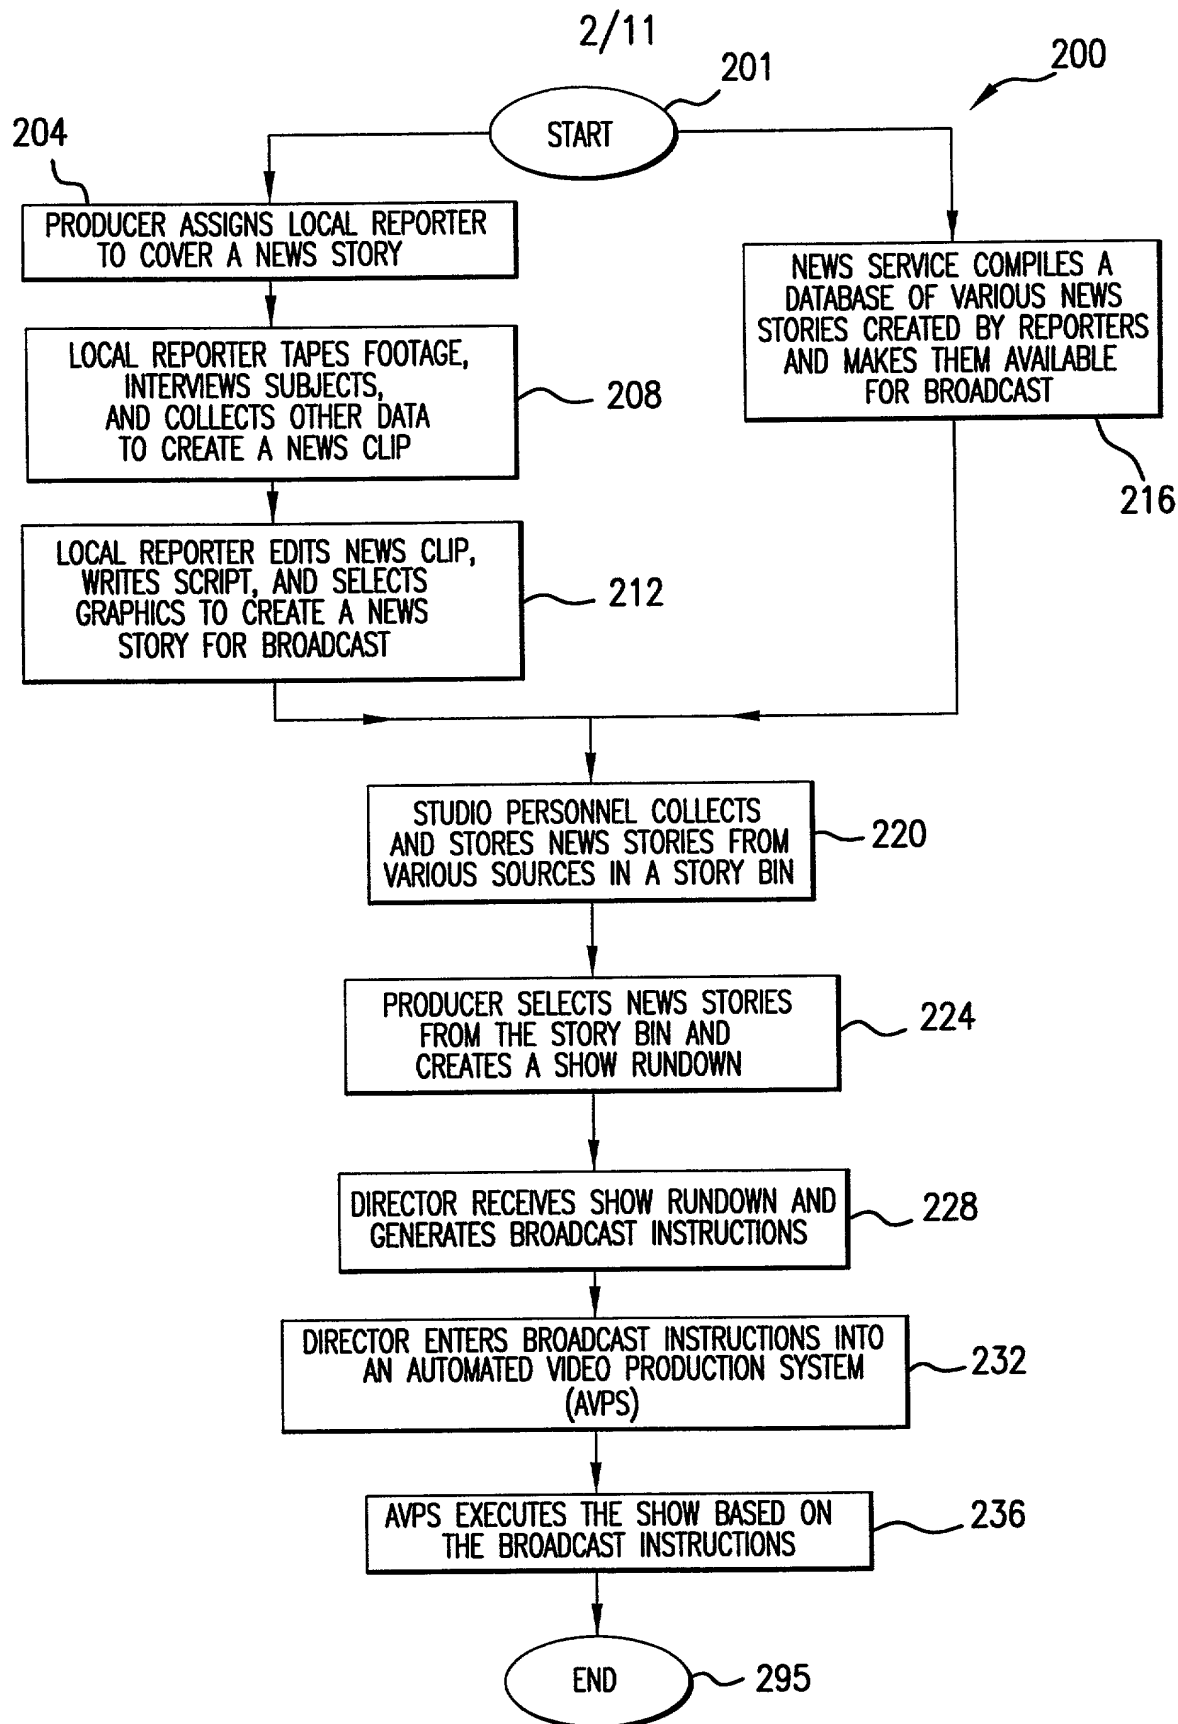 2/11
201
200
START
204
PRODUCER ASSIGNS LOCAL REPORTER
TO COVER A NEWS STORY
NEWS SERVICE COMPILES A
DATABASE OF VARIOUS NEWS
STORIES CREATED BY REPORTERS
AND MAKES THEM AVAILABLE
FOR BROADCAST
216
LOCAL REPORTER TAPES FOOTAGE,
INTERVIEWS SUBJECTS,
AND COLLECTS OTHER DATA
TO CREATE A NEWS CLIP
208
LOCAL REPORTER EDITS NEWS CLIP,
WRITES SCRIPT, AND SELECTS
GRAPHICS TO CREATE A NEWS
STORY FOR BROADCAST
212
STUDIO PERSONNEL COLLECTS
AND STORES NEWS STORIES FROM
VARIOUS SOURCES IN A STORY BIN
220
PRODUCER SELECTS NEWS STORIES
FROM THE STORY BIN AND
CREATES A SHOW RUNDOWN
224
DIRECTOR RECEIVES SHOW RUNDOWN AND
GENERATES BROADCAST INSTRUCTIONS
228
DIRECTOR ENTERS BROADCAST INSTRUCTIONS INTO
AN AUTOMATED VIDEO PRODUCTION SYSTEM
(AVPS)
232
AVPS EXECUTES THE SHOW BASED ON
THE BROADCAST INSTRUCTIONS
236
END
295